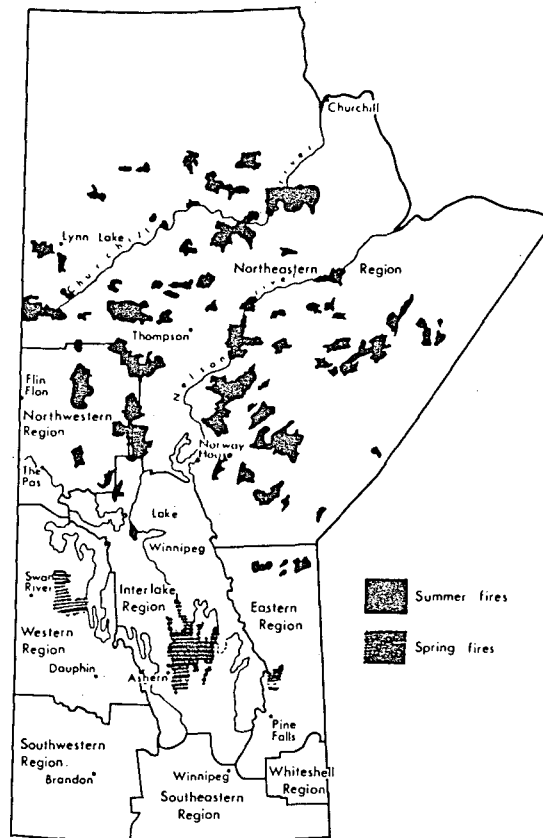 Churchill
Churchill river
Lynn Lake
Northeastern Region
Thompson
Nelson river
Flin
Flon
Northwestern
Region
Norway
House
The
Pas
Lake
Winnipeg
Swan
River
Interlake
Region
Eastern
Region
Western
Region
Dauphin
Ashern
Pine
Falls
Southwestern
Region.
Brandon
Winnipeg
Southeastern
Region
Whiteshell
Region
Summer fires
Spring fires